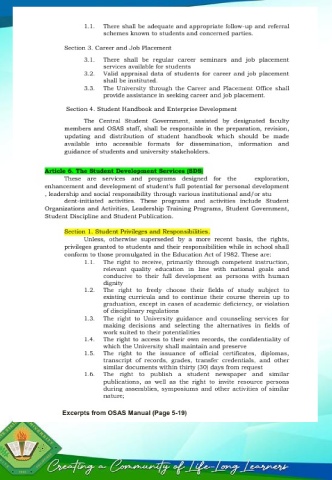 1.1. There shall be adequate and appropriate follow-up and referral
schemes known to students and concerned parties.
Section 3. Career and Job Placement
3.1. There shall be regular career seminars and job placement
services available for students
3.2. Valid appraisal data of students for career and job placement
shall be instituted.
3.3. The University through the Career and Placement Office shall
provide assistance in seeking career and job placement.
Section 4. Student Handbook and Enterprise Development
The Central Student Government, assisted by designated faculty
members and OSAS staff, shall be responsible in the preparation, revision,
updating and distribution of student handbook which should be made
available into accessible formats for dissemination, information and
guidance of students and university stakeholders.
Article 6. The Student Development Services (SDS)
These are services and programs designed for the exploration,
enhancement and development of student's full potential for personal development
, leadership and social responsibility through various institutional and/or stu
dent-initiated activities. These programs and activities include Student
Organizations and Activities, Leadership Training Programs, Student Government,
Student Discipline and Student Publication.
Section 1. Student Privileges and Responsibilities.
Unless, otherwise superseded by a more recent basis, the rights,
privileges granted to students and their responsibilities while in school shall
conform to those promulgated in the Education Act of 1982. These are:
1.1. The right to receive, primarily through competent instruction,
relevant quality education in line with national goals and
conducive to their full development as persons with human
dignity
1.2. The right to freely choose their fields of study subject to
existing curricula and to continue their course therein up to
graduation, except in cases of academic deficiency, or violation
of disciplinary regulations
1.3. The right to University guidance and counseling services for
making decisions and selecting the alternatives in fields of
work suited to their potentialities
1.4. The right to access to their own records, the confidentiality of
which the University shall maintain and preserve
1.5. The right to the issuance of official certificates, diplomas,
transcript of records, grades, transfer credentials, and other
similar documents within thirty (30) days from request
1.6. The right to publish a student newspaper and similar
publications, as well as the right to invite resource persons
during assemblies, symposiums and other activities of similar
nature;
Excerpts from OSAS Manual (Page 5-19)
Creating a Community of Life-Long Learners